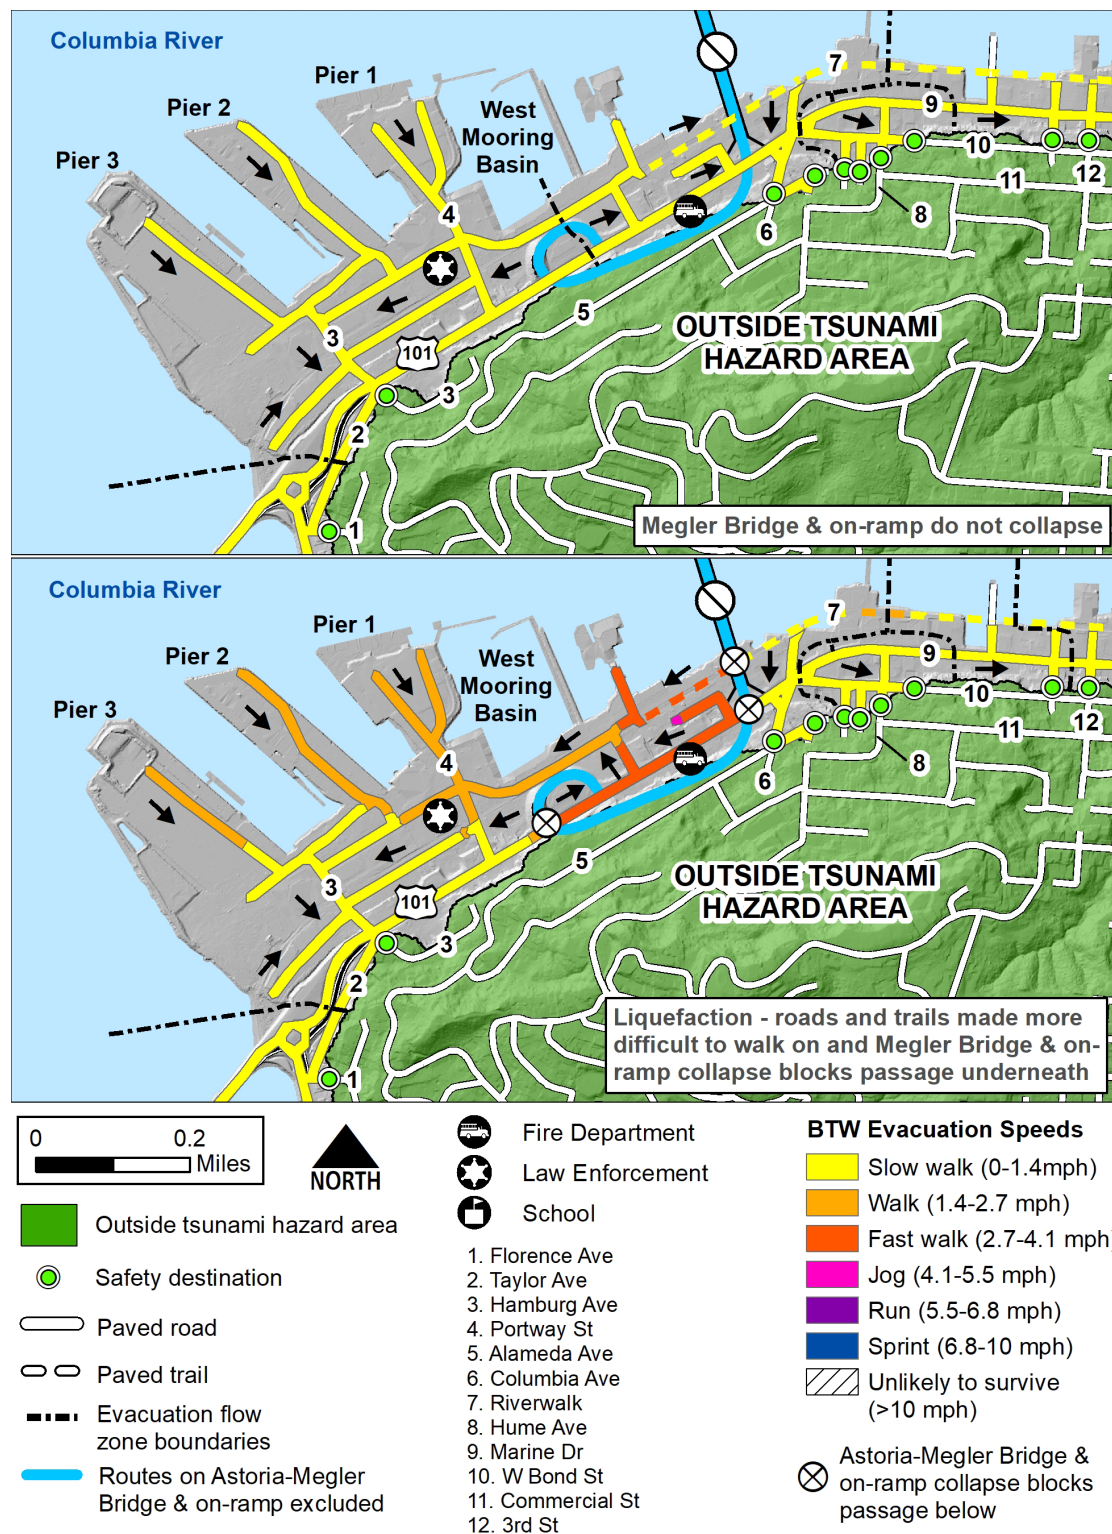 Columbia River
Pier 1
Pier 2
Pier 3
West
Mooring
Basin
7
9
10
11
12
4
8
6
5
3
101
3
2
1
OUTSIDE TSUNAMI
HAZARD AREA
Megler Bridge & on-ramp do not collapse
Columbia River
Pier 1
Pier 2
Pier 3
West
Mooring
Basin
7
9
10
11
12
4
8
6
5
3
101
3
2
1
OUTSIDE TSUNAMI
HAZARD AREA
Liquefaction - roads and trails made more
difficult to walk on and Megler Bridge & on-
ramp collapse blocks passage underneath
0 0.2
Miles
NORTH
Outside tsunami hazard area
Safety destination
Paved road
Paved trail
Evacuation flow
zone boundaries
Routes on Astoria-Megler
Bridge & on-ramp excluded
Fire Department
Law Enforcement
School
1. Florence Ave
2. Taylor Ave
3. Hamburg Ave
4. Portway St
5. Alameda Ave
6. Columbia Ave
7. Riverwalk
8. Hume Ave
9. Marine Dr
10. W Bond St
11. Commercial St
12. 3rd St
BTW Evacuation Speeds
Slow walk (0-1.4mph)
Walk (1.4-2.7 mph)
Fast walk (2.7-4.1 mph)
Jog (4.1-5.5 mph)
Run (5.5-6.8 mph)
Sprint (6.8-10 mph)
Unlikely to survive
(>10 mph)
Astoria-Megler Bridge &
on-ramp collapse blocks
passage below